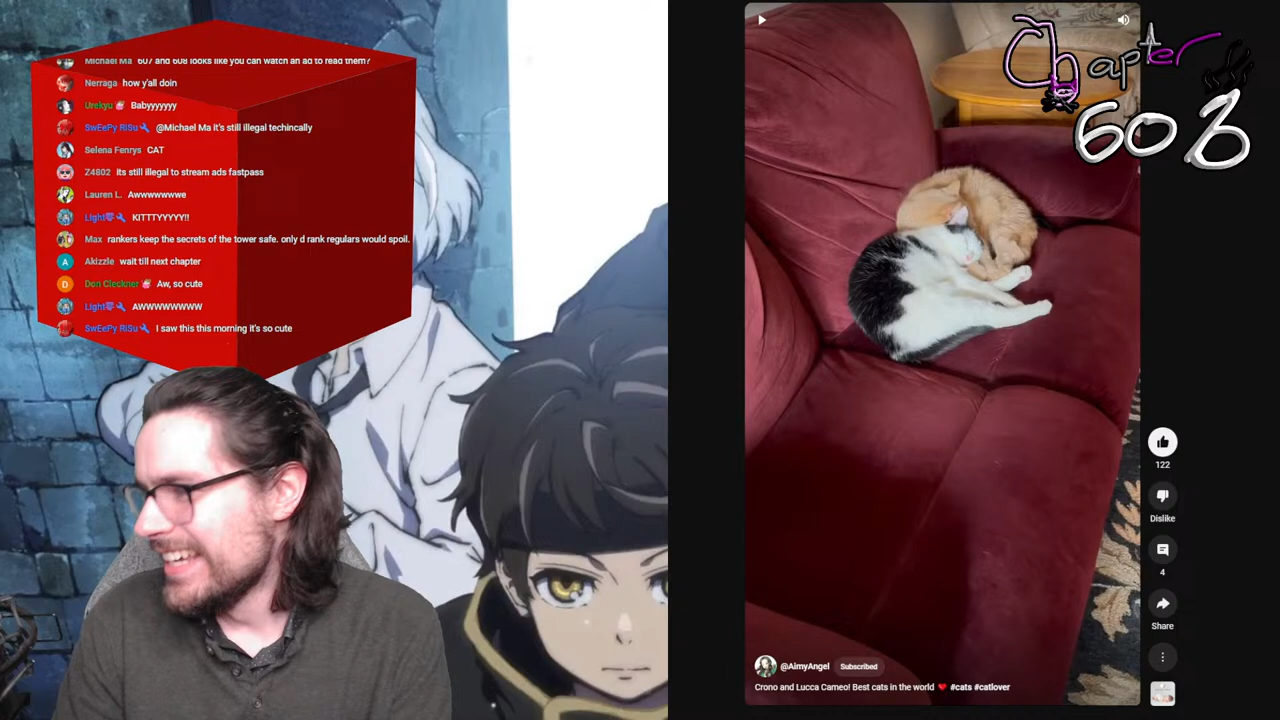 Michael Ma 607 and 608 looks like you can watch an ad to read them?
Nerraga how y'all doin
Urekyu Babyyyyyy
SwEePy RiSu @Michael Ma it's still illegal techincally
Selena Fenrys CAT
Z4802 Its still illegal to stream ads fastpass
Lauren L. Awwwwwwwe
Light KITTYYYYY!!
Max rankers keep the secrets of the tower safe. only d rank regulars would spoil.
A
Akizzle wait till next chapter
D
Don Cleckner Aw, so cute
Light AWWWWWWWW
SwEePy RiSu I saw this this morning it's so cute
Chapter
608
122
Dislike
4
Share
@AimyAngel Subscribed
Crono and Lucca Cameo! Best cats in the world ❤️ #cats #catlover